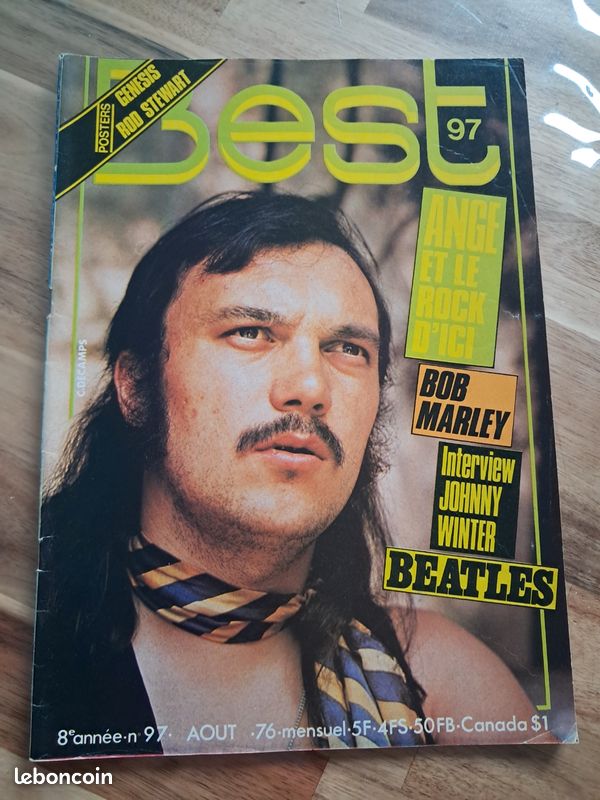 POSTERS
GENESIS
ROD STEWART
Best
97
ANGE
ET LE
ROCK
D'ICI
BOB
MARLEY
Interview
JOHNNY
WINTER
BEATLES
C.DECAMPS
8e année·n° 97· AOUT ·76·mensuel·5F·4FS·50FB·Canada $1
leboncoin